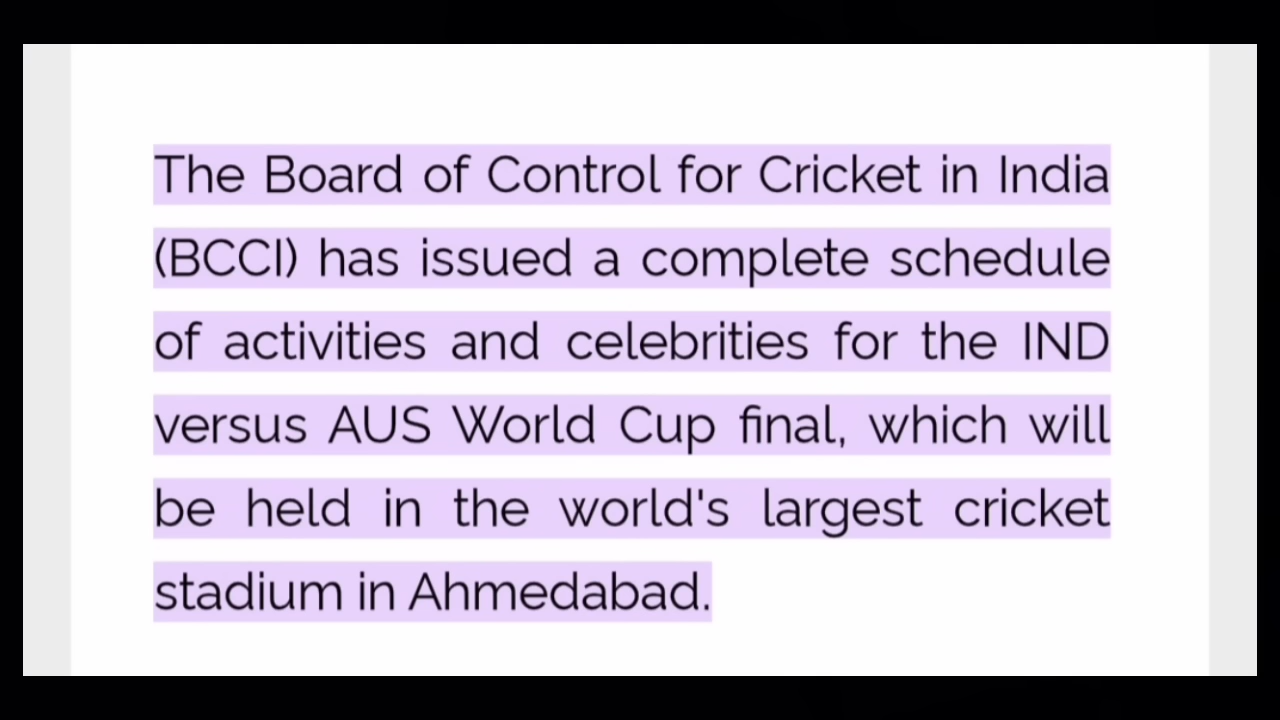 The Board of Control for Cricket in India
(BCCI) has issued a complete schedule
of activities and celebrities for the IND
versus AUS World Cup final, which will
be held in the world's largest cricket
stadium in Ahmedabad.